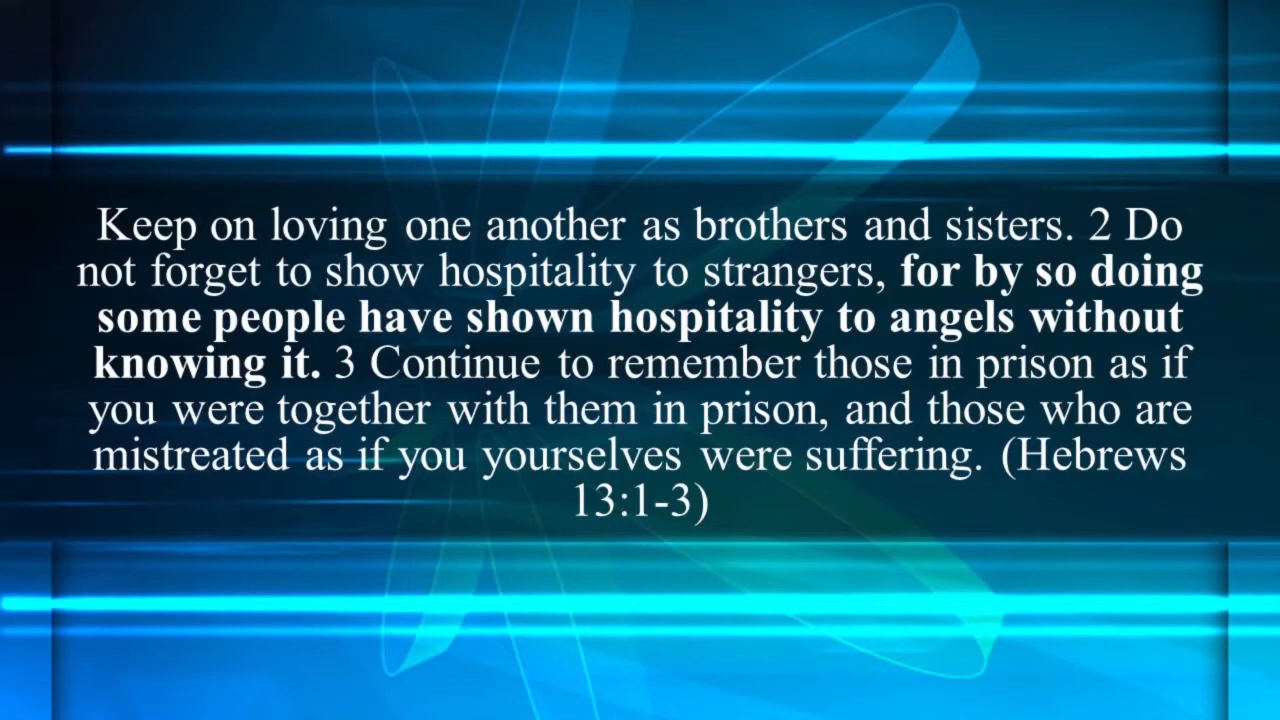 Keep on loving one another as brothers and sisters. 2 Do
not forget to show hospitality to strangers, for by so doing
some people have shown hospitality to angels without
knowing it. 3 Continue to remember those in prison as if
you were together with them in prison, and those who are
mistreated as if you yourselves were suffering. (Hebrews
13:1-3)